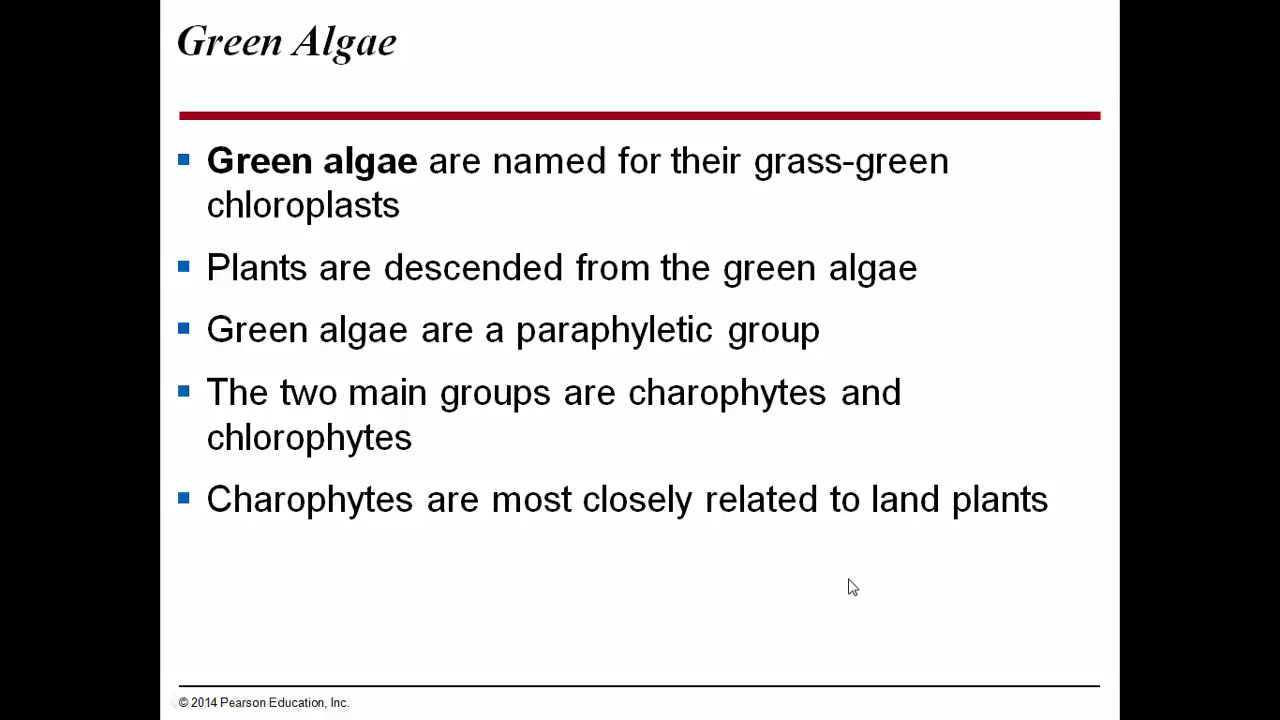 Green Algae
Green algae are named for their grass-green
chloroplasts
Plants are descended from the green algae
Green algae are a paraphyletic group
The two main groups are charophytes and
chlorophytes
Charophytes are most closely related to land plants
© 2014 Pearson Education, Inc.